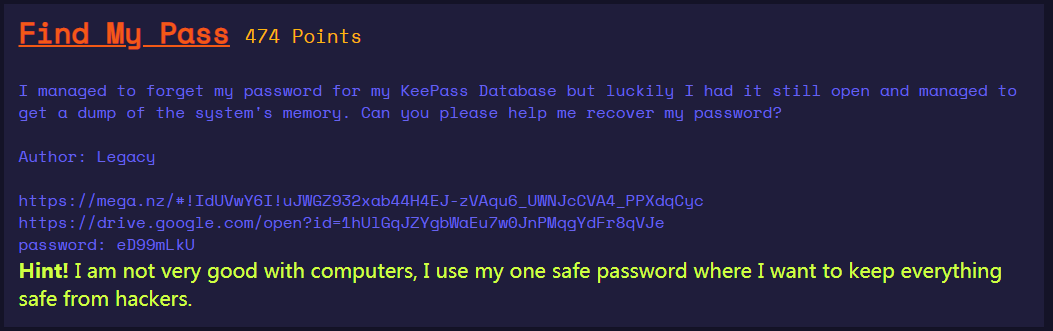 Find My Pass 474 Points
I managed to forget my password for my KeePass Database but luckily I had it still open and managed to
get a dump of the system's memory. Can you please help me recover my password?
Author: Legacy
https://mega.nz/#!IdUVwY6I!uJWGZ932xab44H4EJ-zVAqu6_UWNJcCVA4_PPXdqCyc
https://drive.google.com/open?id=1hUlGqJZYgbWaEu7w0JnPMqgYdFr8qVJe
password: eD99mLkU
Hint! I am not very good with computers, I use my one safe password where I want to keep everything
safe from hackers.